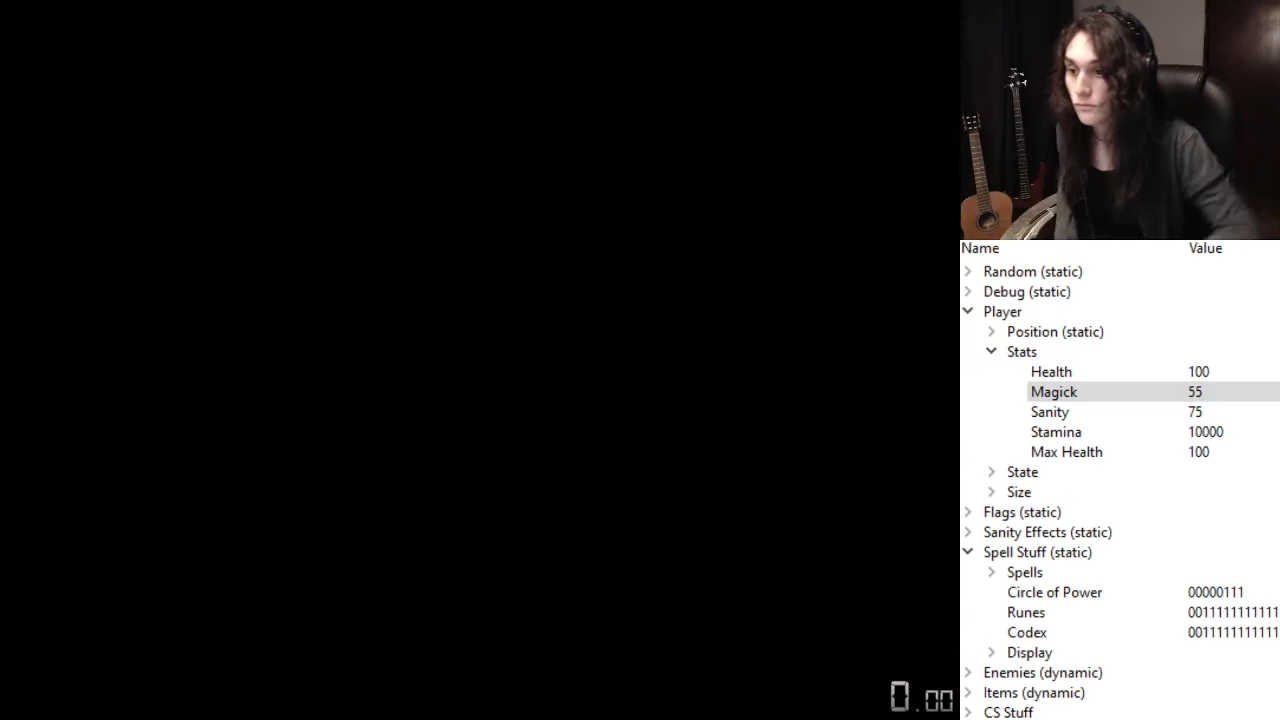 Name Value
Random (static)
Debug (static)
Player
Position (static)
Stats
Health 100
Magick 55
Sanity 75
Stamina 10000
Max Health 100
State
Size
Flags (static)
Sanity Effects (static)
Spell Stuff (static)
Spells
Circle of Power 00000111
Runes 0011111111111
Codex 0011111111111
Display
Enemies (dynamic)
Items (dynamic)
CS Stuff
0.00